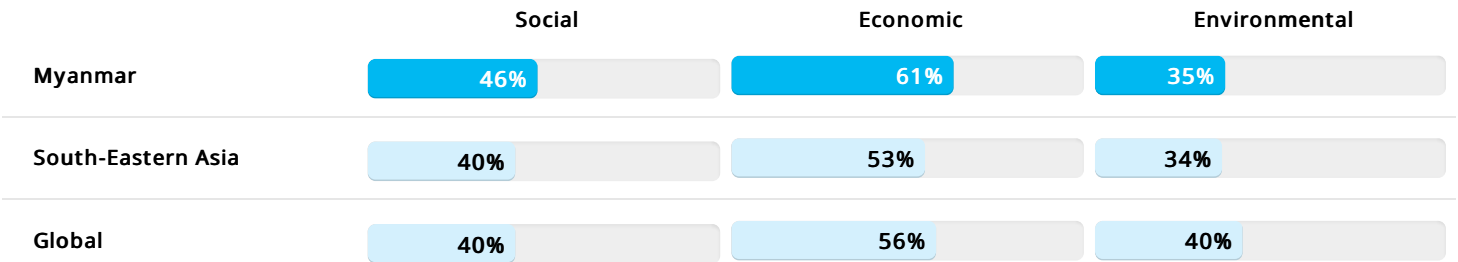 Social Economic Environmental
Myanmar 46% 61% 35%
South-Eastern Asia 40% 53% 34%
Global 40% 56% 40%